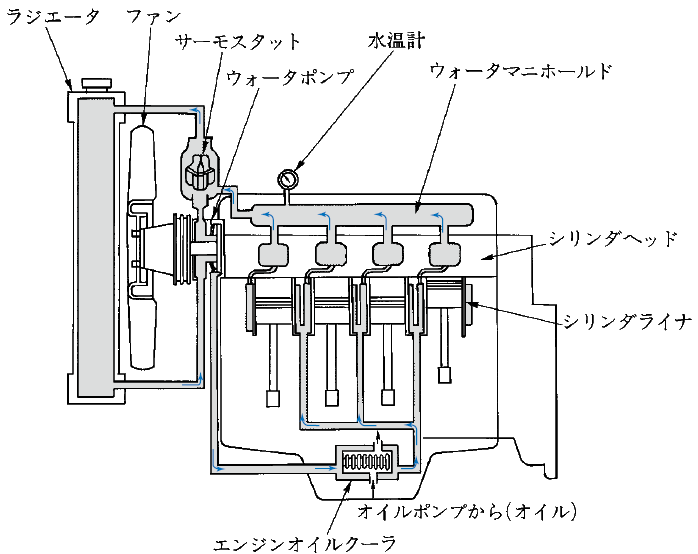 ラジエータ ファン
サーモスタット
水温計
ウォータポンプ
ウォータマニホールド
シリンダヘッド
シリンダライナ
オイルポンプから(オイル)
エンジンオイルクーラ